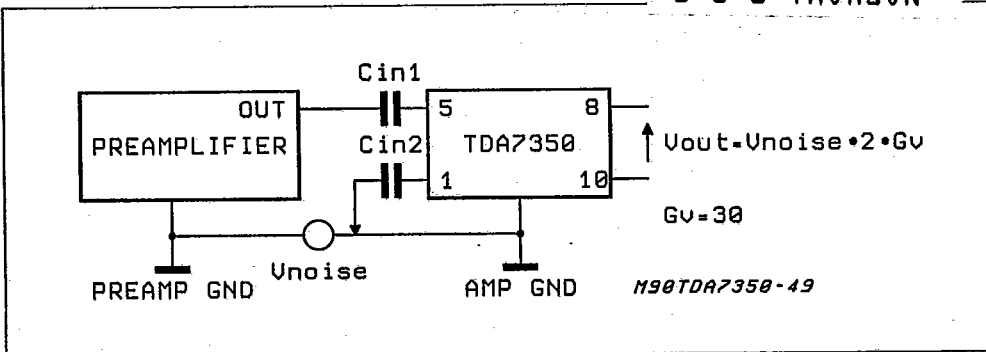 Cin1
OUT
5
8
PREAMPLIFIER
Cin2
TDA7350
Vout=Vnoise•2•Gv
1
10
Gv=30
Vnoise
PREAMP GND
AMP GND
M90TDA7350-49